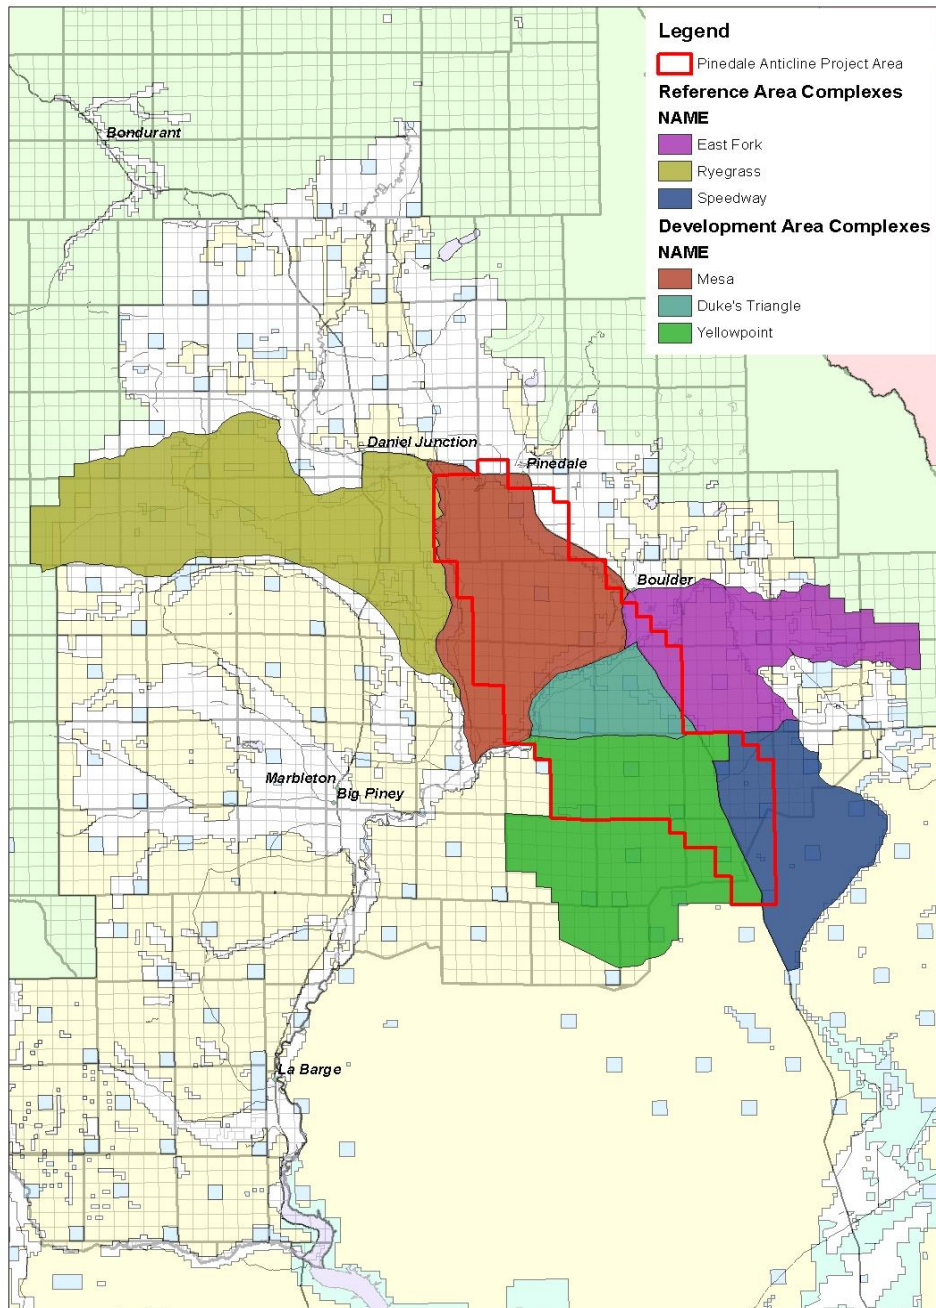 Legend
Pinedale Anticline Project Area
Reference Area Complexes
NAME
East Fork
Ryegrass
Speedway
Development Area Complexes
NAME
Mesa
Duke's Triangle
Yellowpoint
Bondurant
Daniel Junction
Pinedale
Boulder
Marbleton
Big Piney
La Barge